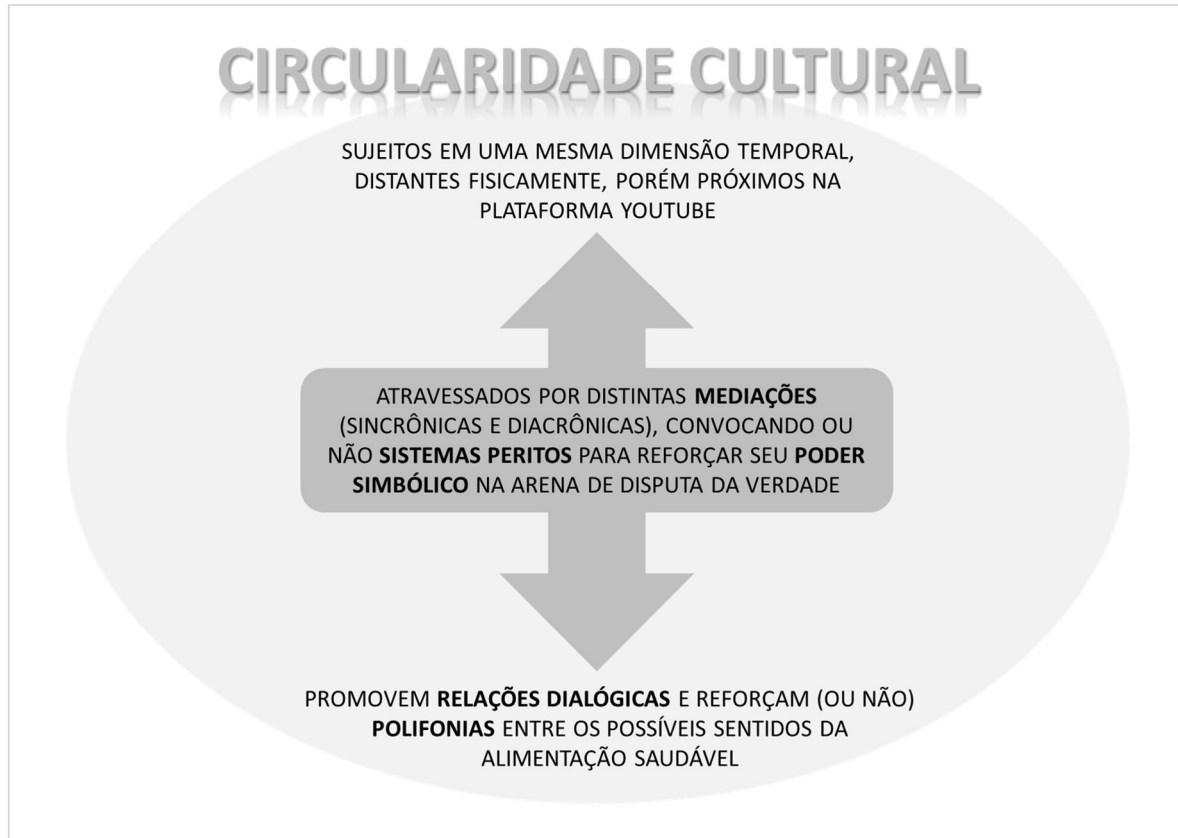 CIRCULARIDADE CULTURAL
SUJEITOS EM UMA MESMA DIMENSÃO TEMPORAL,
DISTANTES FISICAMENTE, PORÉM PRÓXIMOS NA
PLATAFORMA YOUTUBE
ATRAVESSADOS POR DISTINTAS MEDIAÇÕES
(SINCRÔNICAS E DIACRÔNICAS), CONVOCANDO OU
NÃO SISTEMAS PERITOS PARA REFORÇAR SEU PODER
SIMBÓLICO NA ARENA DE DISPUTA DA VERDADE
PROMOVEM RELAÇÕES DIALÓGICAS E REFORÇAM (OU NÃO)
POLIFONIAS ENTRE OS POSSÍVEIS SENTIDOS DA
ALIMENTAÇÃO SAUDÁVEL